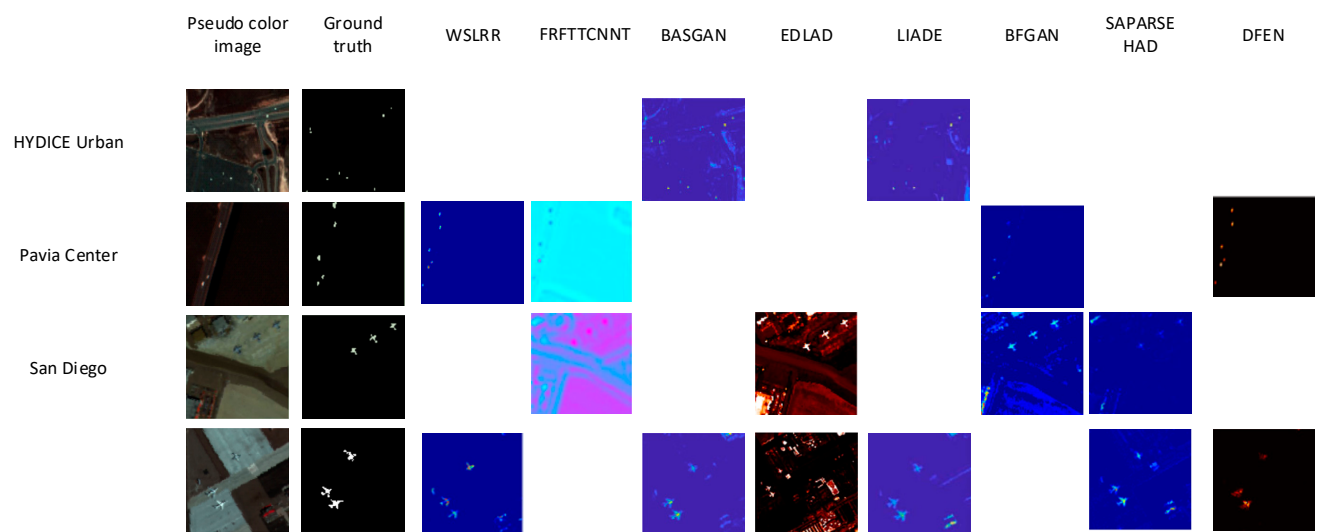 Pseudo color
image
Ground
truth
WSLRR
FRFTTCNNT
BASGAN
EDLAD
LIADE
BFGAN
SAPARSE
HAD
DFEN
HYDICE Urban
Pavia Center
San Diego